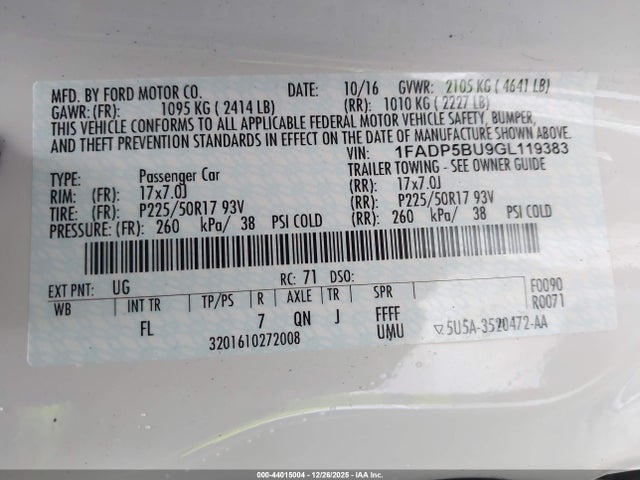 MFD. BY FORD MOTOR CO. DATE: 10/16 GVWR: 2105 KG ( 4641 LB)
GAWR: (FR): 1095 KG ( 2414 LB) (RR): 1010 KG ( 2227 LB)
THIS VEHICLE CONFORMS TO ALL APPLICABLE FEDERAL MOTOR VEHICLE SAFETY, BUMPER,
AND THEFT PREVENTION STANDARDS IN EFFECT ON THE DATE OF MANUFACTURE SHOWN ABOVE.
VIN: 1FADP5BU9GL119383
TYPE: Passenger Car TRAILER TOWING - SEE OWNER GUIDE
RIM: (FR): 17x7.0J (RR): 17x7.0J
TIRE: (FR): P225/50R17 93V (RR): P225/50R17 93V
PRESSURE: (FR): 260 kPa/ 38 PSI COLD (RR): 260 kPa/ 38 PSI COLD
EXT PNT: UG RC: 71 DSO: F0090
WB INT TR TP/PS R AXLE TR SPR R0071
FL 7 QN J FFFF
3201610272008 UMU 5U5A-3520472-AA
000-44015004 - 12/26/2025 - IAA Inc.